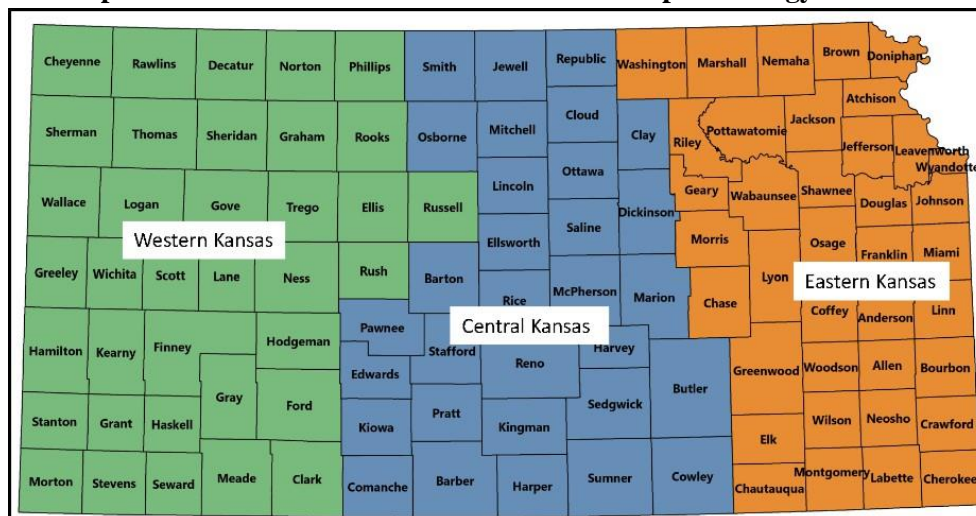 Cheyenne Rawlins Decatur Norton Phillips Smith Jewell Republic Washington Marshall Nemaha Brown Doniphan
Atchison
Sherman Thomas Sheridan Graham Rooks Osborne Mitchell Cloud Clay Riley Pottawatomie Jackson Jefferson Leavenworth
Wyandotte
Wallace Logan Gove Trego Ellis Russell Lincoln Ottawa Dickinson Geary Wabaunsee Shawnee Douglas Johnson
Western Kansas
Ellsworth Saline Morris Osage Franklin Miami
Greeley Wichita Scott Lane Ness Rush Barton Rice McPherson Marion Chase Lyon
Eastern Kansas
Central Kansas
Coffey Anderson Linn
Hamilton Kearny Finney Hodgeman Pawnee Stafford Reno Harvey
Edwards Butler Greenwood Woodson Allen Bourbon
Gray Ford Sedgwick
Stanton Grant Haskell Kiowa Pratt Kingman Elk Wilson Neosho Crawford
Morton Stevens Seward Meade Clark Comanche Barber Harper Sumner Cowley Chautauqua Montgomery Labette Cherokee